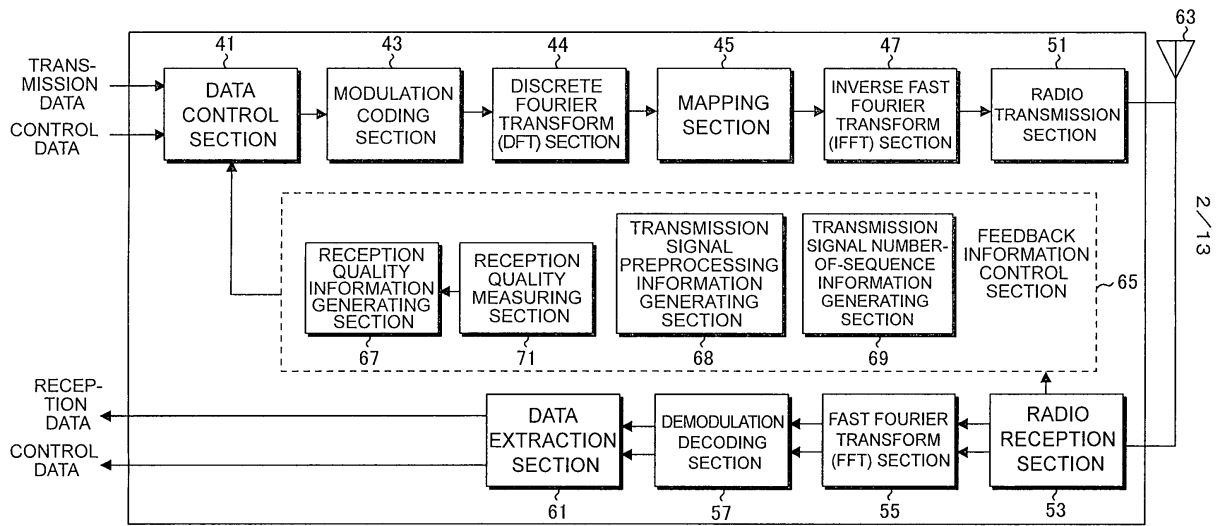 41
43
44
45
47
51
63
TRANS-
MISSION
DATA
CONTROL
DATA
DATA
CONTROL
SECTION
MODULATION
CODING
SECTION
DISCRETE
FOURIER
TRANSFORM
(DFT) SECTION
MAPPING
SECTION
INVERSE FAST
FOURIER
TRANSFORM
(IFFT) SECTION
RADIO
TRANSMISSION
SECTION
2/13
RECEPTION
QUALITY
INFORMATION
GENERATING
SECTION
67
RECEPTION
QUALITY
MEASURING
SECTION
71
TRANSMISSION
SIGNAL
PREPROCESSING
INFORMATION
GENERATING
SECTION
68
TRANSMISSION
SIGNAL NUMBER-
OF-SEQUENCE
INFORMATION
GENERATING
SECTION
69
FEEDBACK
INFORMATION
CONTROL
SECTION
65
RECEP-
TION
DATA
CONTROL
DATA
DATA
EXTRACTION
SECTION
61
DEMODULATION
DECODING
SECTION
57
FAST FOURIER
TRANSFORM
(FFT) SECTION
55
RADIO
RECEPTION
SECTION
53